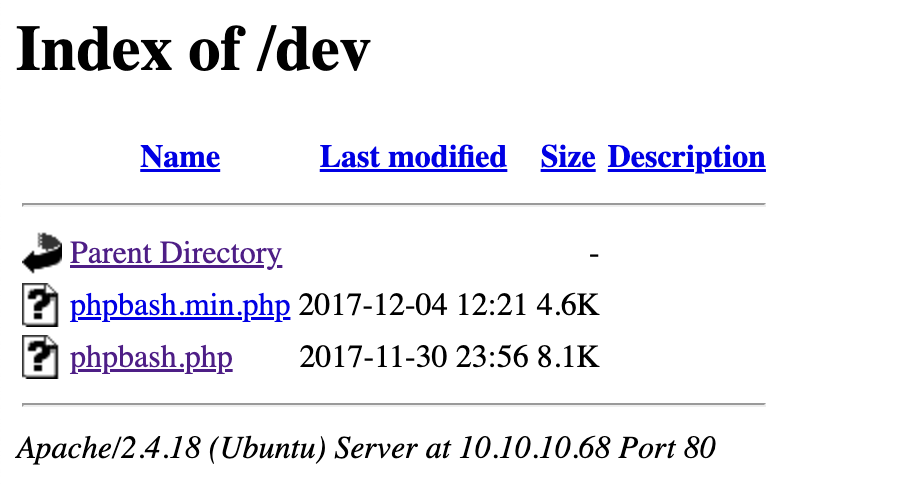 Index of /dev
Name Last modified Size Description
Parent Directory -
phpbash.min.php 2017-12-04 12:21 4.6K
phpbash.php 2017-11-30 23:56 8.1K
Apache/2.4.18 (Ubuntu) Server at 10.10.10.68 Port 80